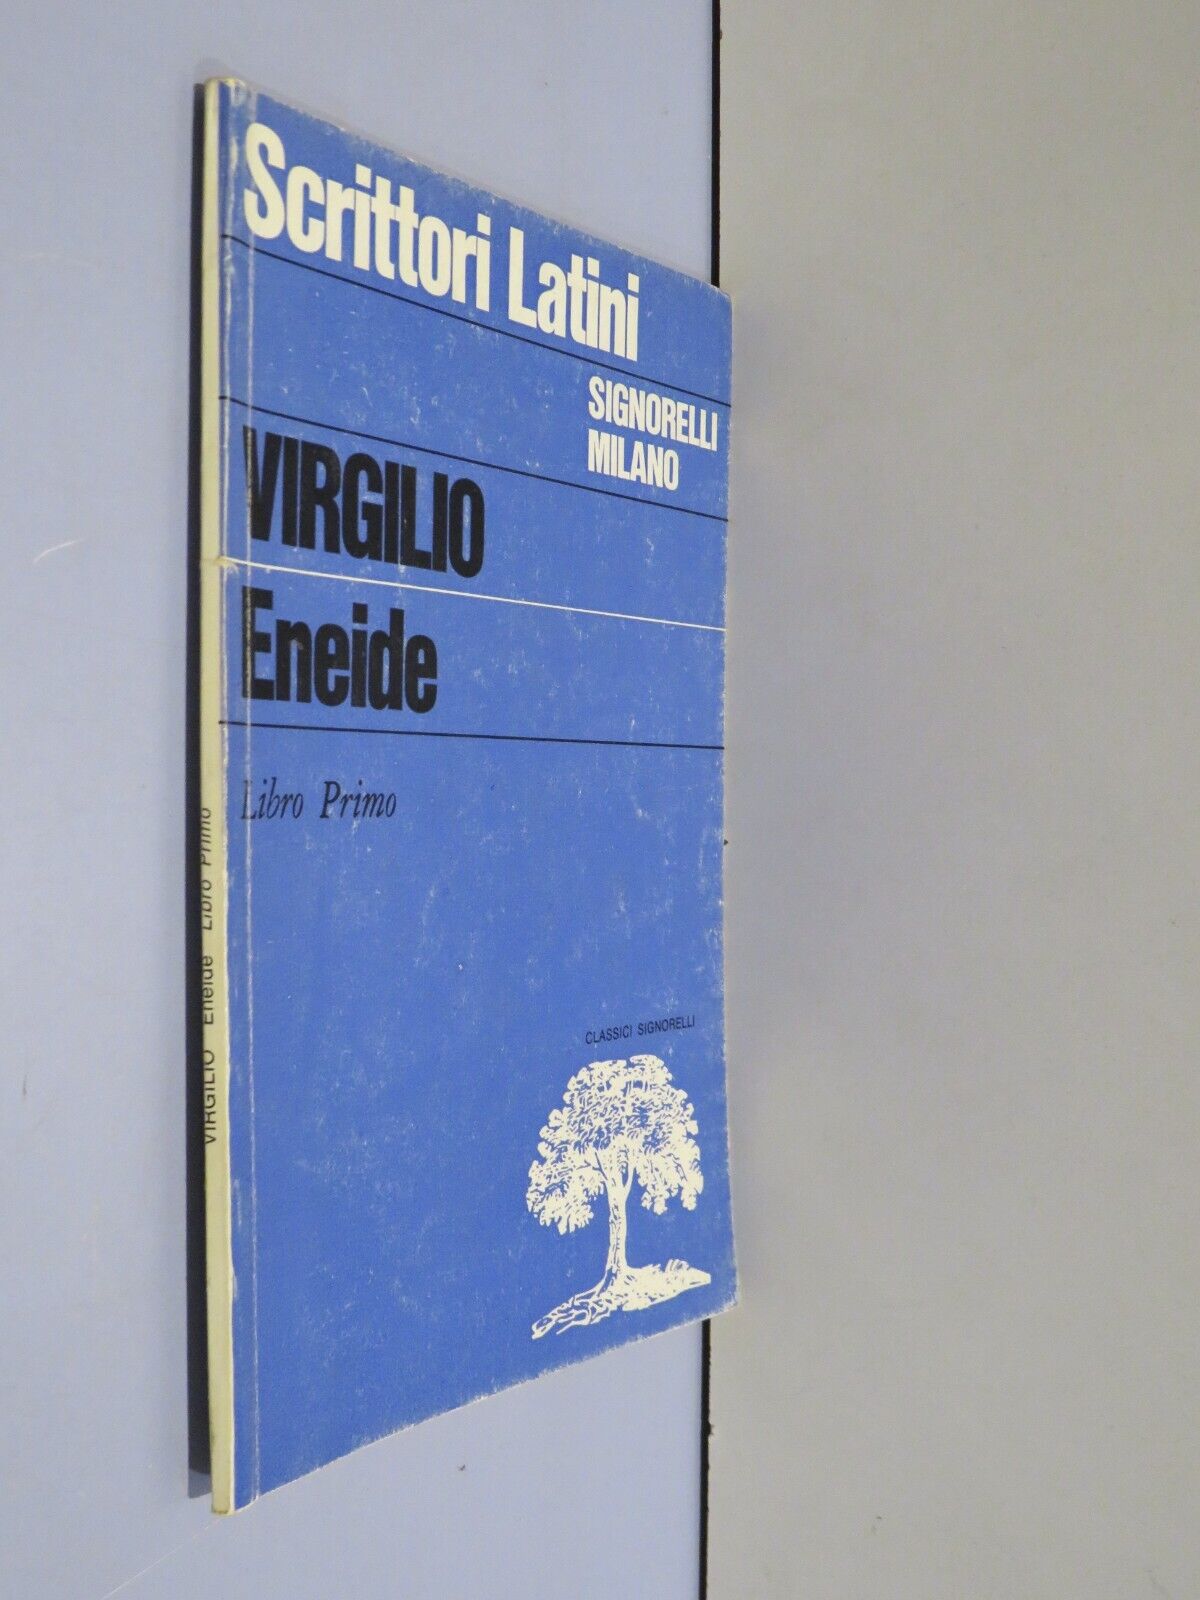 Scrittori Latini
SIGNORELLI
MILANO
VIRGILIO
Eneide
Libro Primo
CLASSICI SIGNORELLI
VIRGILIO Eneide Libro Primo